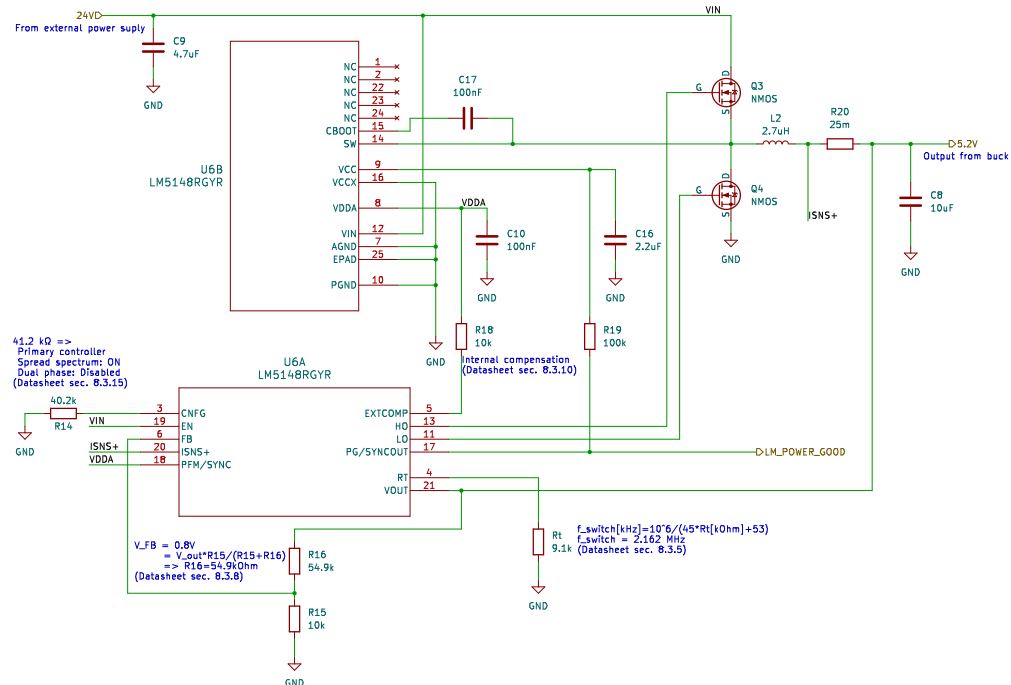 24V
From external power suply
VIN
C9
4.7uF
GND
NC 1
NC 2
NC 22
NC 23
NC 24
CBOOT 15
SW 14
VCC 9
VCCX 16
VDDA 8
VIN 12
AGND 7
EPAD 25
PGND 10
U6B
LM5148RGYR
C17
100nF
D
G
S
Q3
NMOS
L2
2.7uH
R20
25m
5.2V
Output from buck
D
G
S
Q4
NMOS
GND
ISNS+
C8
10uF
GND
VDDA
C10
100nF
GND
C16
2.2uF
GND
GND
R18
10k
R19
100k
Internal compensation
(Datasheet sec. 8.3.10)
41.2 kΩ =>
Primary controller
Spread spectrum: ON
Dual phase: Disabled
(Datasheet sec. 8.3.15)
40.2k
R14
GND
U6A
LM5148RGYR
3 CNFG
VIN 19 EN
6 FB
ISNS+ 20 ISNS+
VDDA 18 PFM/SYNC
EXTCOMP 5
HO 13
LO 11
PG/SYNCOUT 17
RT 4
VOUT 21
LM_POWER_GOOD
Rt
9.1k
GND
f_switch[kHz]=10^6/(45*Rt[kOhm]+53)
f_switch = 2.162 MHz
(Datasheet sec. 8.3.5)
V_FB = 0.8V
= V_out*R15/(R15+R16)
=> R16=54.9kOhm
(Datasheet sec. 8.3.8)
R16
54.9k
R15
10k
GND